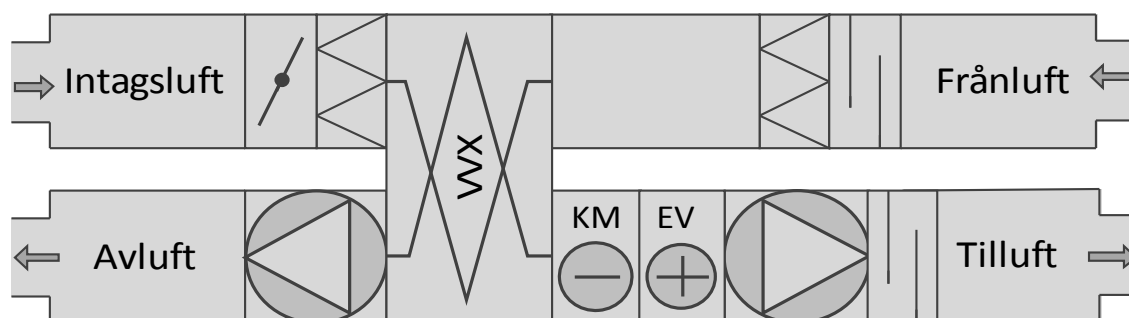 Intagsluft
Frånluft
VVX
KM
EV
Avluft
Tilluft